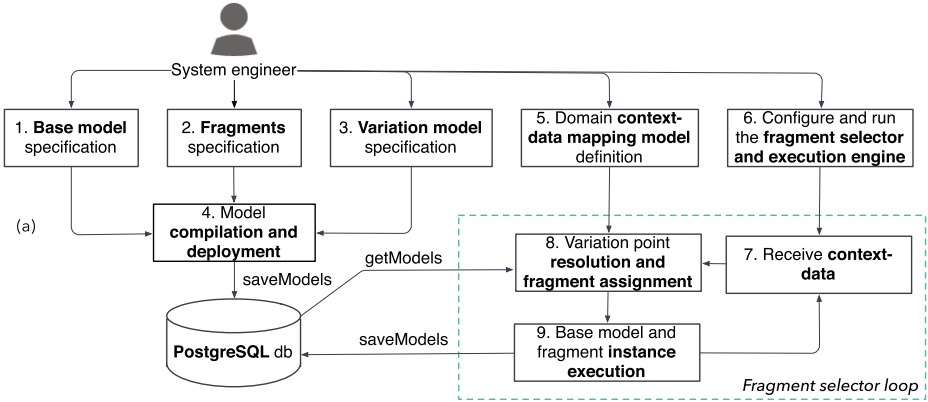 System engineer
1. Base model
specification
2. Fragments
specification
3. Variation model
specification
5. Domain context-
data mapping model
definition
6. Configure and run
the fragment selector
and execution engine
(a)
4. Model
compilation and
deployment
8. Variation point
resolution and
fragment assignment
7. Receive context-
data
getModels
saveModels
PostgreSQL db
saveModels
9. Base model and
fragment instance
execution
Fragment selector loop